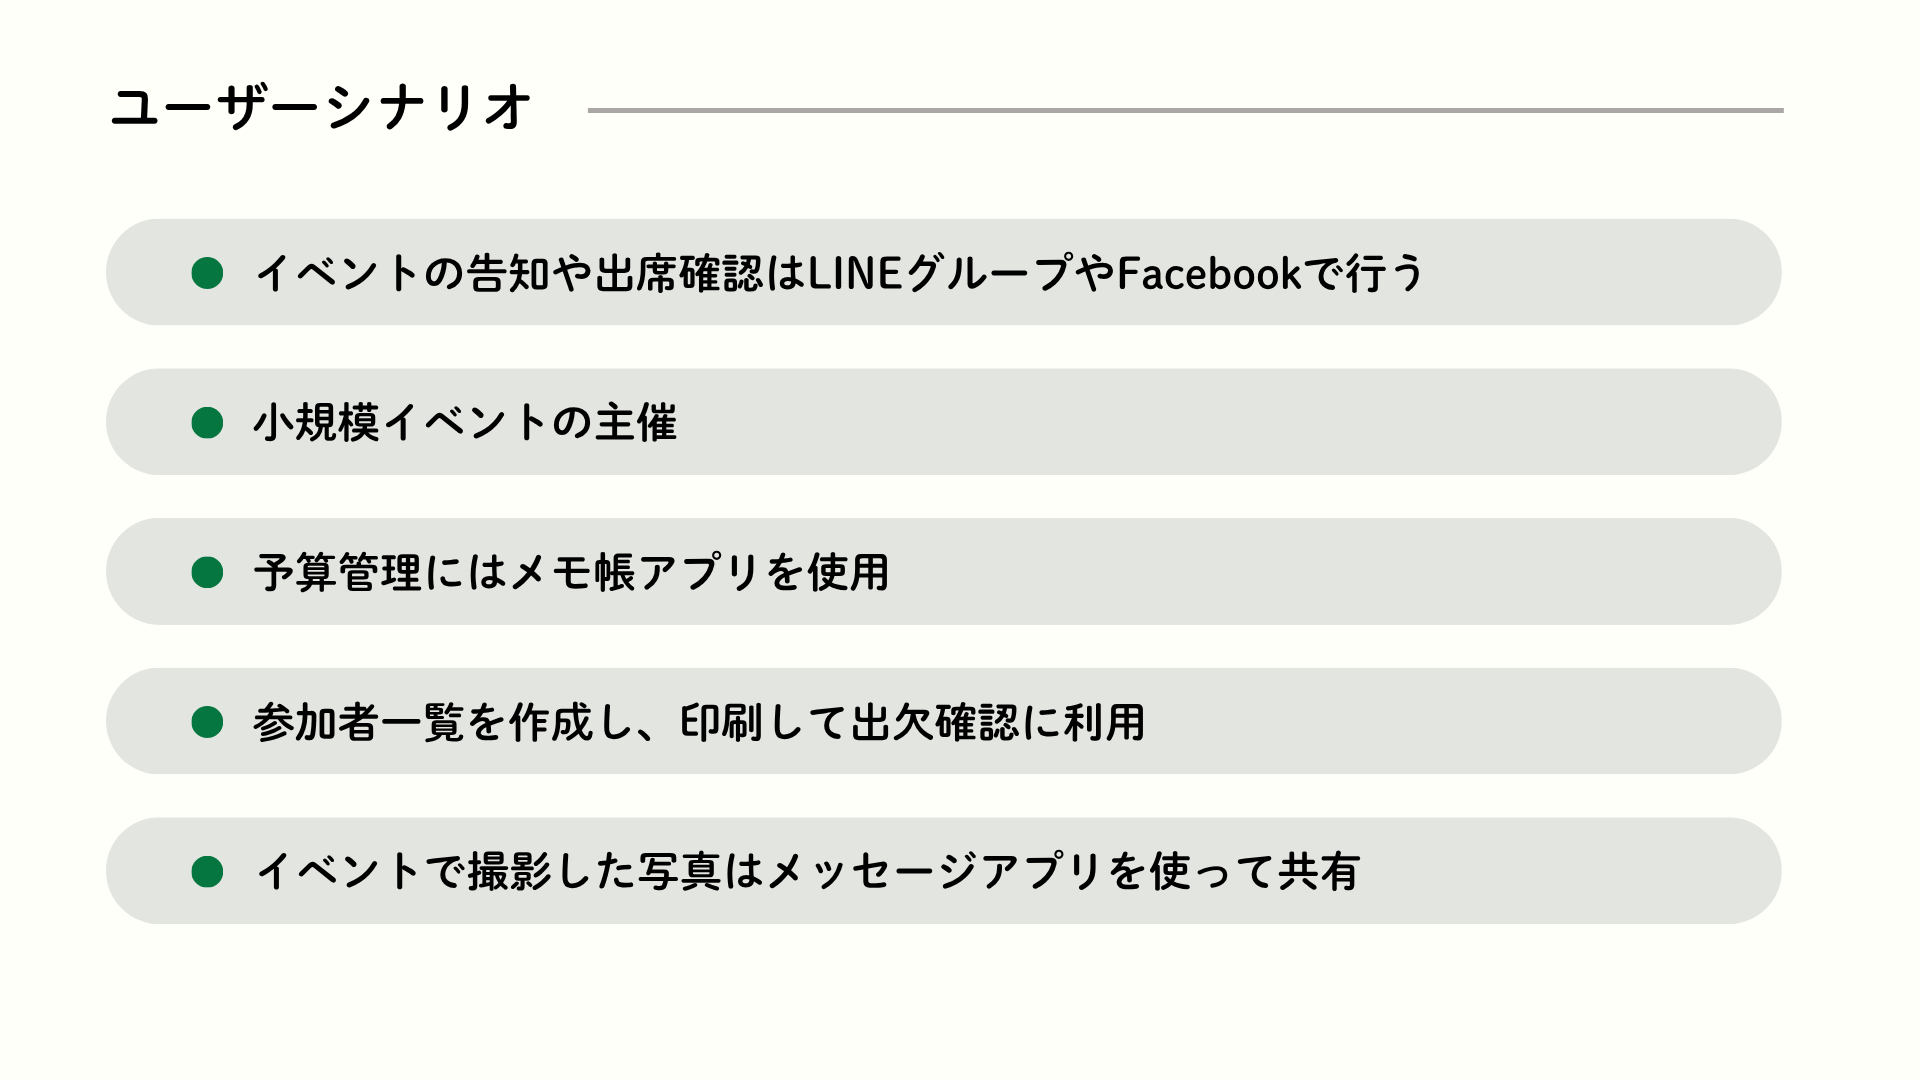 ユーザーシナリオ
イベントの告知や出席確認はLINEグループやFacebookで行う
小規模イベントの主催
予算管理にはメモ帳アプリを使用
参加者一覧を作成し、印刷して出欠確認に利用
イベントで撮影した写真はメッセージアプリを使って共有